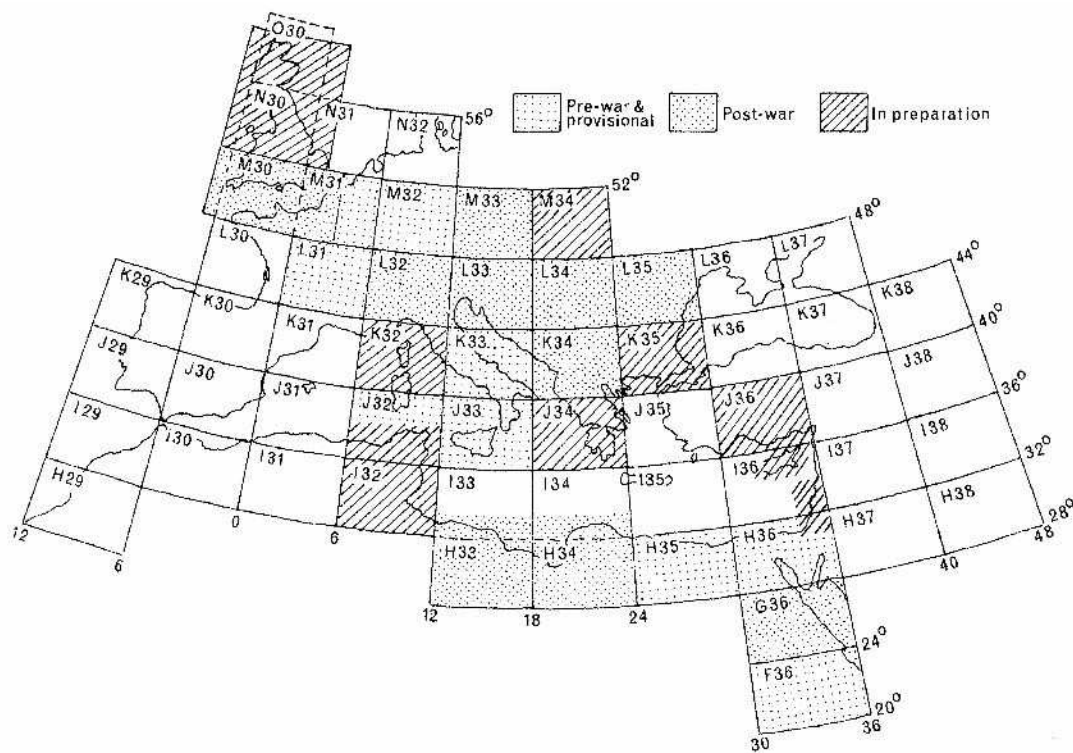 O30
N30 N31 N32 56°
Pre-war & provisional Post-war In preparation
M30 M31 M32 M33 M34 52°
L30 L31 L32 L33 L34 L35 L36 L37 48°
K29 K30 K31 K32 K33 K34 K35 K36 K37 K38 44°
J29 J30 J31 J32 J33 J34 J35 J36 J37 J38 40°
I29 I30 I31 I32 I33 I34 I35 I36 I37 I38 36°
H29 H33 H34 H35 H36 H37 H38 32°
28°
12 6 0 6 12 18 24 40 48
G36
24°
F36
20°
30 36